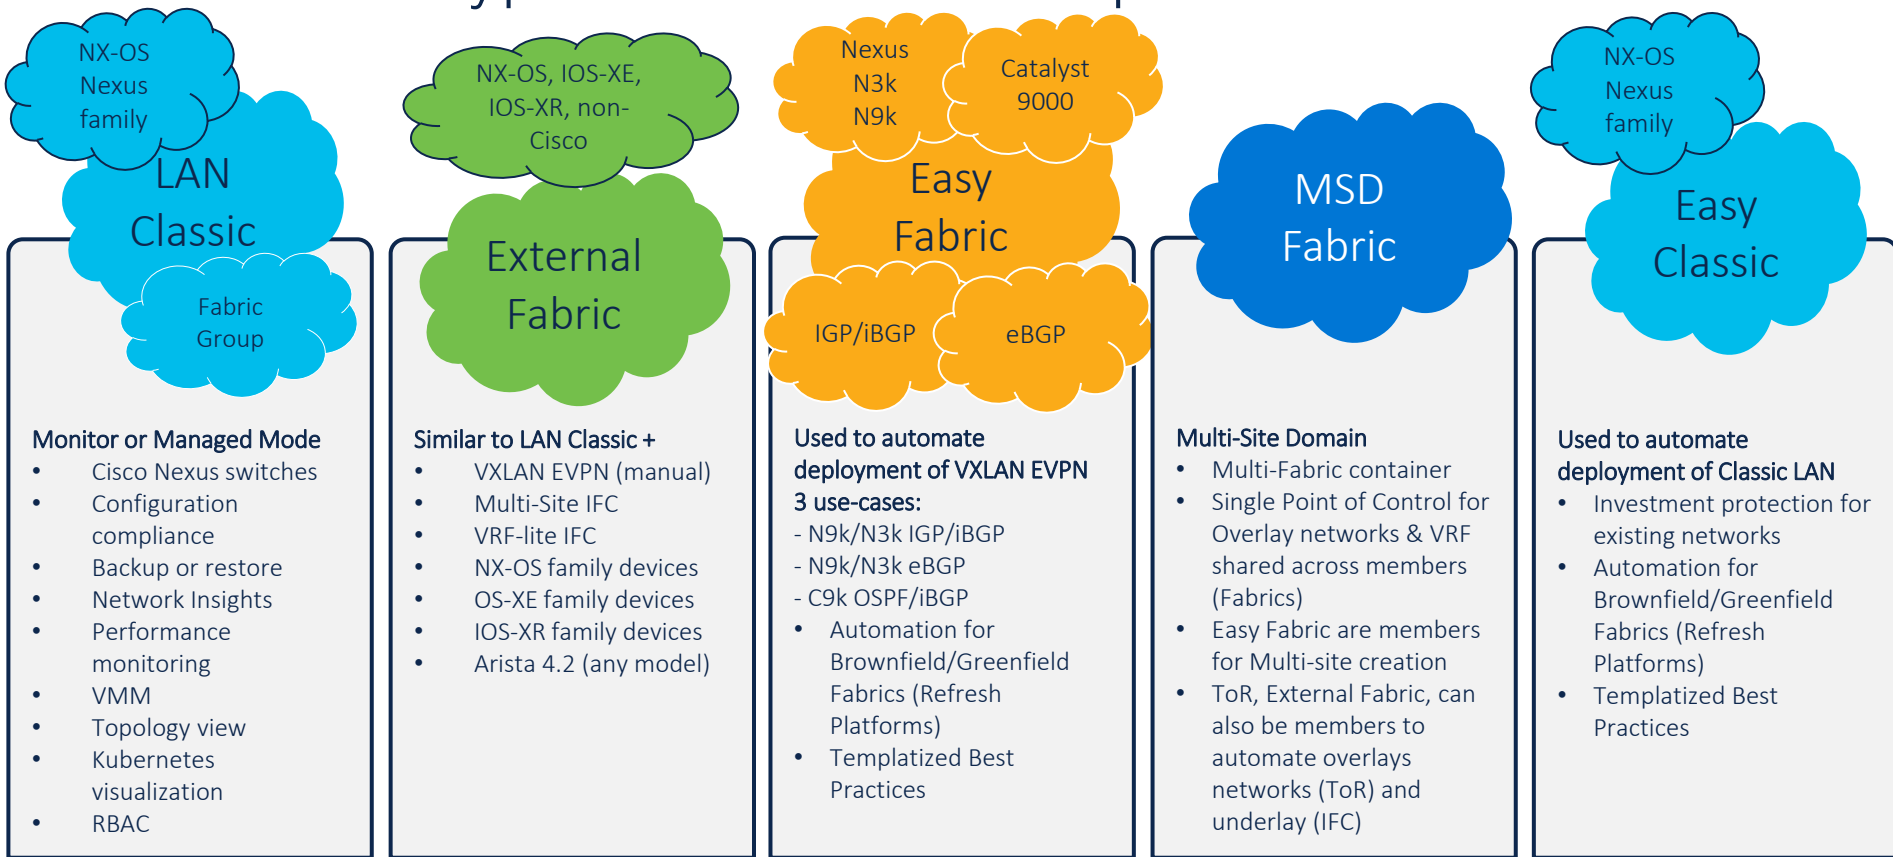 NX-OS
Nexus
family
LAN
Classic
Fabric
Group
Monitor or Managed Mode
• Cisco Nexus switches
• Configuration
compliance
• Backup or restore
• Network Insights
• Performance
monitoring
• VMM
• Topology view
• Kubernetes
visualization
• RBAC
NX-OS, IOS-XE,
IOS-XR, non-
Cisco
External
Fabric
Similar to LAN Classic +
• VXLAN EVPN (manual)
• Multi-Site IFC
• VRF-lite IFC
• NX-OS family devices
• OS-XE family devices
• IOS-XR family devices
• Arista 4.2 (any model)
Nexus
N3k
N9k
Catalyst
9000
Easy
Fabric
IGP/iBGP
eBGP
Used to automate
deployment of VXLAN EVPN
3 use-cases:
- N9k/N3k IGP/iBGP
- N9k/N3k eBGP
- C9k OSPF/iBGP
• Automation for
Brownfield/Greenfield
Fabrics (Refresh
Platforms)
• Templatized Best
Practices
MSD
Fabric
Multi-Site Domain
• Multi-Fabric container
• Single Point of Control for
Overlay networks & VRF
shared across members
(Fabrics)
• Easy Fabric are members
for Multi-site creation
• ToR, External Fabric, can
also be members to
automate overlays
networks (ToR) and
underlay (IFC)
NX-OS
Nexus
family
Easy
Classic
Used to automate
deployment of Classic LAN
• Investment protection for
existing networks
• Automation for
Brownfield/Greenfield
Fabrics (Refresh
Platforms)
• Templatized Best
Practices